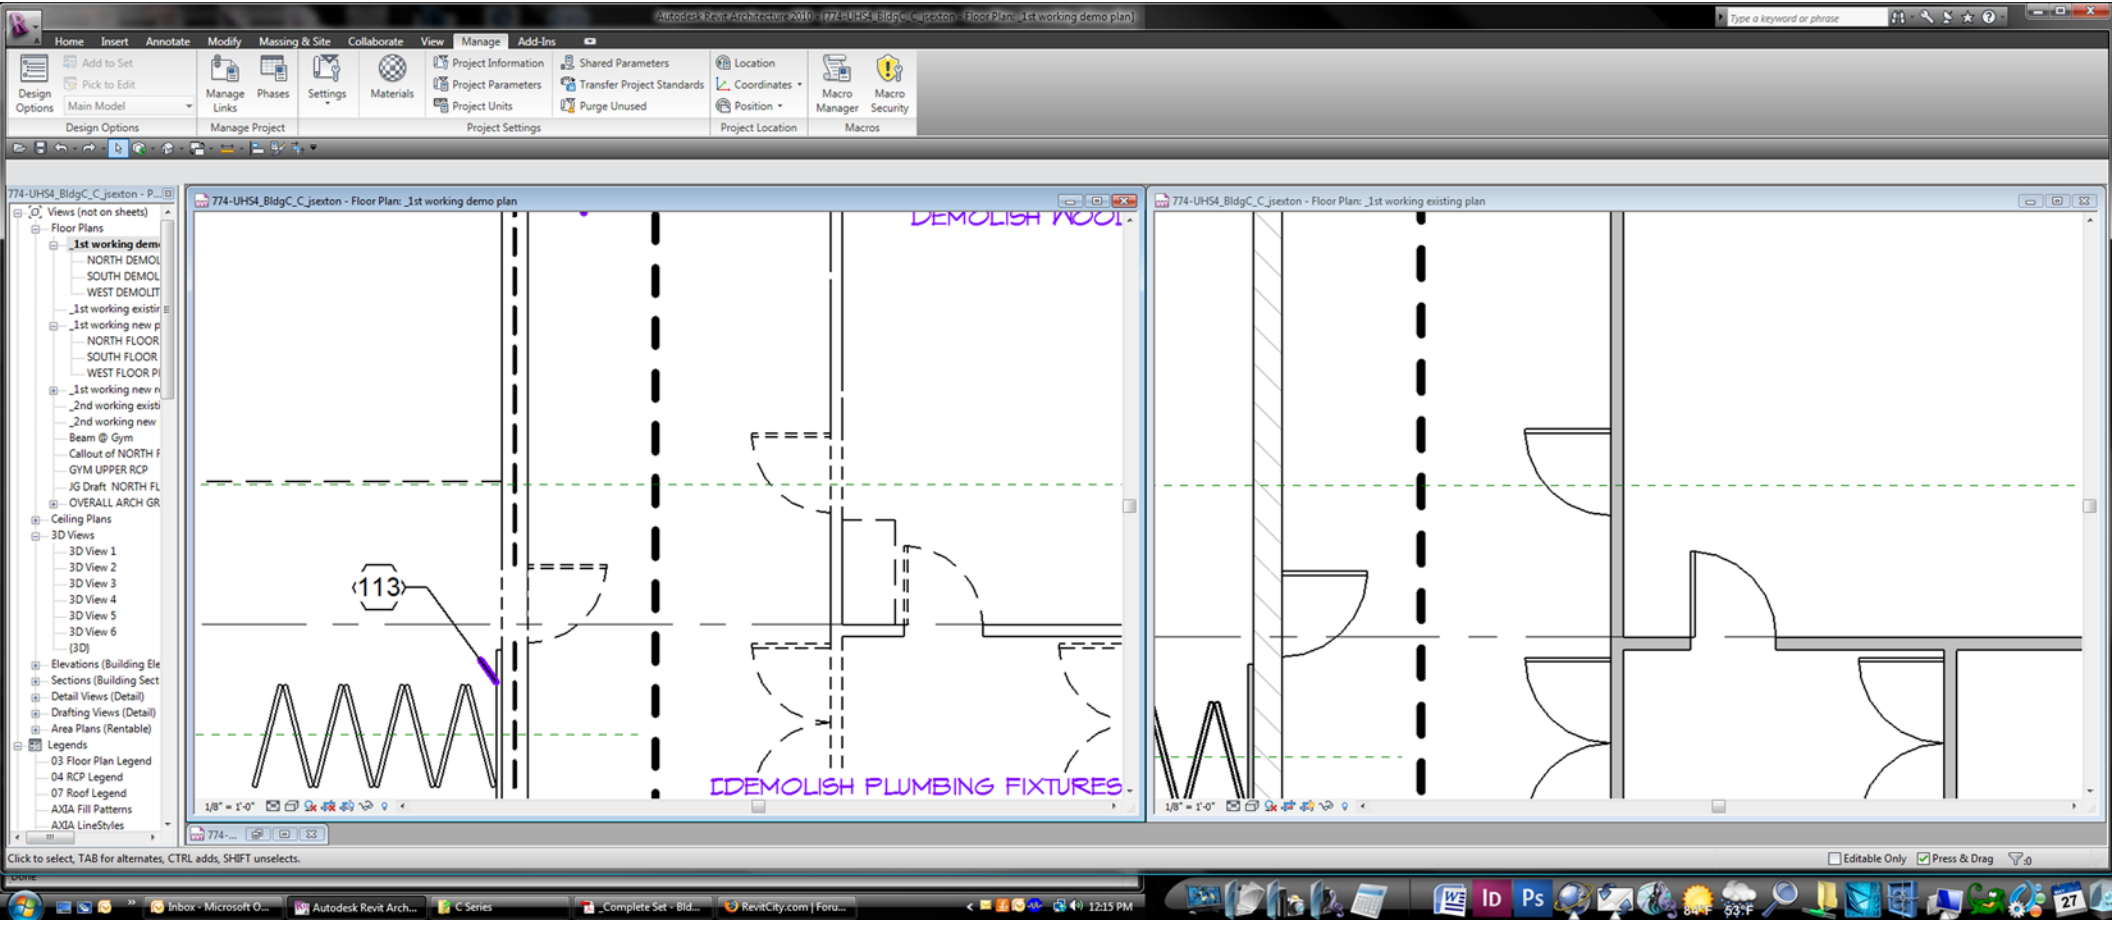 Autodesk Revit Architecture 2010 - [774-UHS4_BldgC_C_jsexton - Floor Plan: _1st working demo plan]
Type a keyword or phrase
Home Insert Annotate Modify Massing & Site Collaborate View Manage Add-Ins
Design Options
Add to Set
Pick to Edit
Main Model
Manage Links
Phases
Settings
Materials
Project Information
Project Parameters
Project Units
Shared Parameters
Transfer Project Standards
Purge Unused
Location
Coordinates
Position
Macro Manager
Macro Security
Design Options
Manage Project
Project Settings
Project Location
Macros
774-UHS4_BldgC_C_jsexton - P...
Views (not on sheets)
Floor Plans
_1st working dem
NORTH DEMOL
SOUTH DEMOL
WEST DEMOLIT
_1st working existin
_1st working new p
NORTH FLOOR
SOUTH FLOOR
WEST FLOOR Pl
_1st working new r
_2nd working existi
_2nd working new
Beam @ Gym
Callout of NORTH F
GYM UPPER RCP
JG Draft NORTH FL
OVERALL ARCH GR
Ceiling Plans
3D Views
3D View 1
3D View 2
3D View 3
3D View 4
3D View 5
3D View 6
{3D}
Elevations (Building Ele
Sections (Building Sect
Detail Views (Detail)
Drafting Views (Detail)
Area Plans (Rentable)
Legends
03 Floor Plan Legend
04 RCP Legend
07 Roof Legend
AXIA Fill Patterns
AXIA LineStyles
774-UHS4_BldgC_C_jsexton - Floor Plan: _1st working demo plan
DEMOLISH WOOD
113
DEMOLISH PLUMBING FIXTURES
1/8" = 1'-0"
774-...
774-UHS4_BldgC_C_jsexton - Floor Plan: _1st working existing plan
1/8" = 1'-0"
Click to select, TAB for alternates, CTRL adds, SHIFT unselects.
Editable Only
Press & Drag
:0
Done
Inbox - Microsoft O...
Autodesk Revit Arch...
C Series
_Complete Set - Bld...
RevitCity.com | Foru...
12:15 PM
W
ID
Ps
84°F
53°F
27